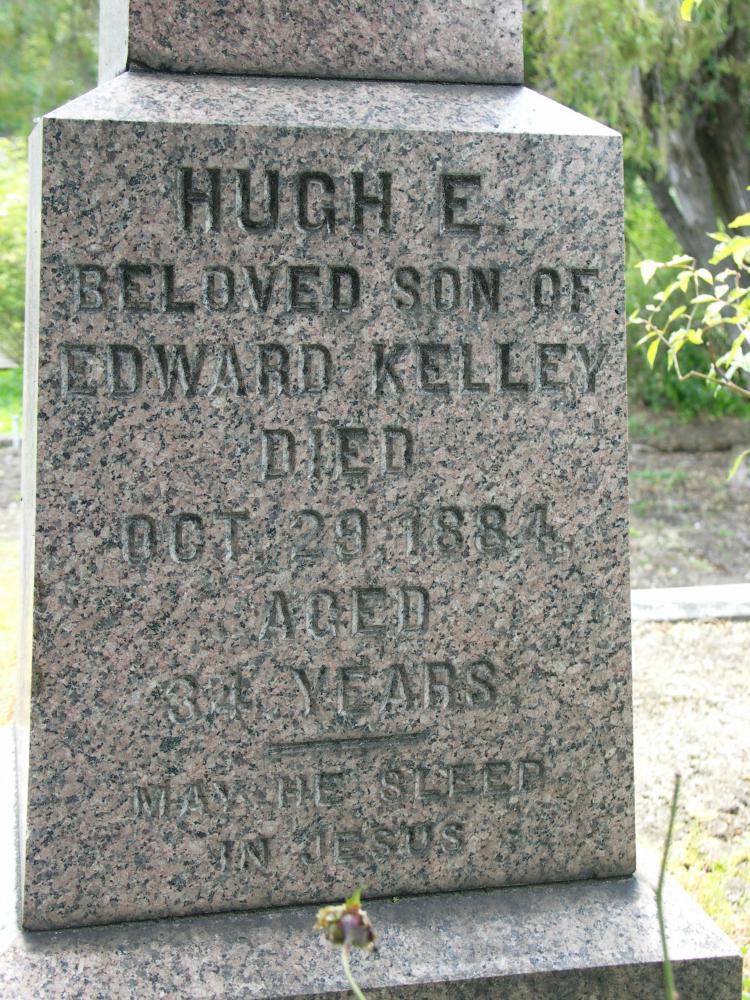 HUGH E.
BELOVED SON OF
EDWARD KELLEY
DIED
OCT. 29, 1884.
AGED
34 YEARS
MAY HE SLEEP
IN JESUS